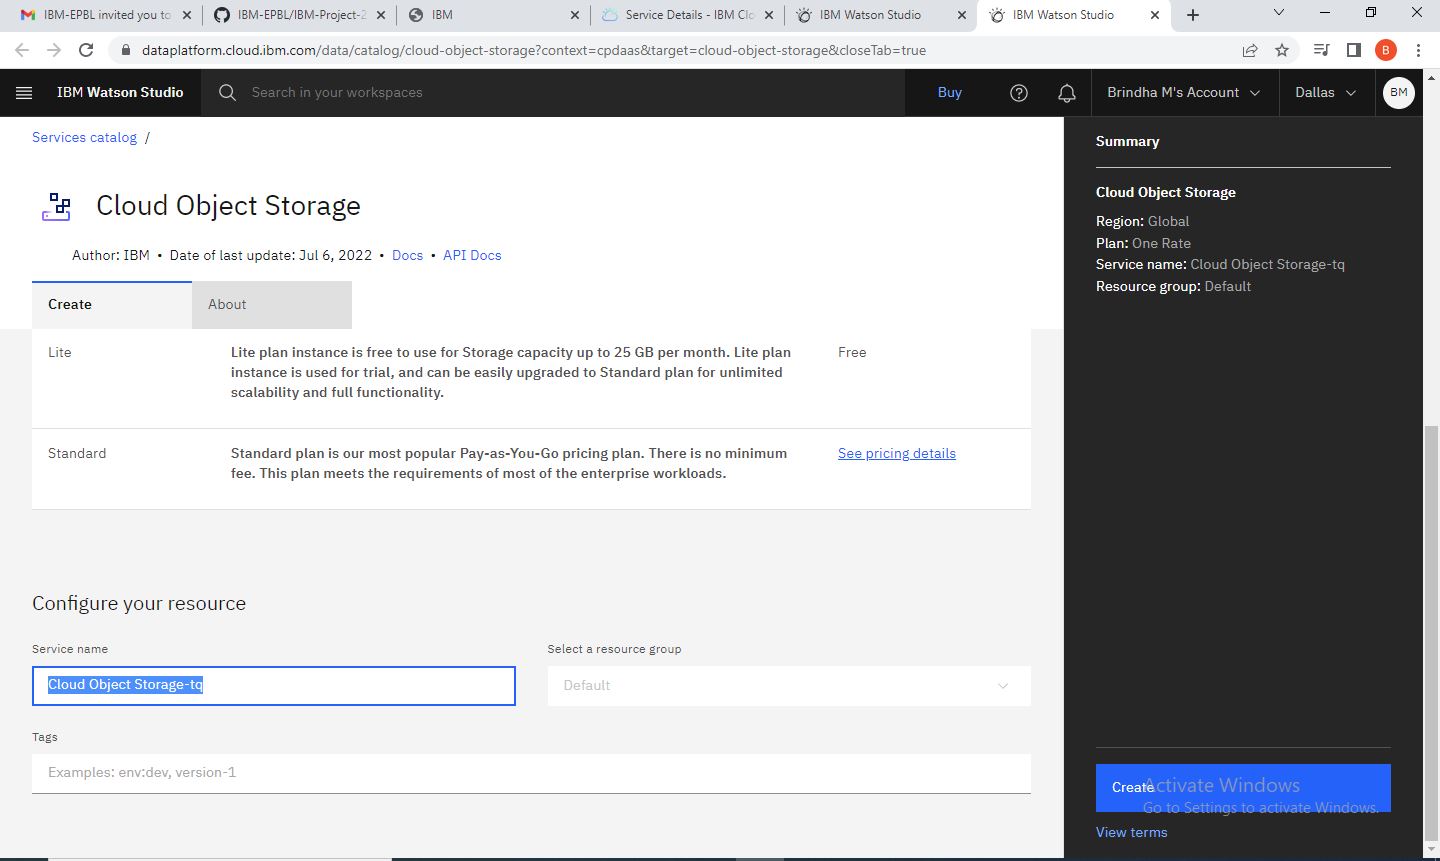 IBM-EPBL invited you to
IBM-EPBL/IBM-Project-2
IBM
Service Details - IBM Clo
IBM Watson Studio
IBM Watson Studio
dataplatform.cloud.ibm.com/data/catalog/cloud-object-storage?context=cpdaas&target=cloud-object-storage&closeTab=true
B
IBM Watson Studio
Search in your workspaces
Buy
Brindha M's Account
Dallas
BM
Services catalog /
Cloud Object Storage
Author: IBM • Date of last update: Jul 6, 2022 • Docs • API Docs
Create
About
Lite
Lite plan instance is free to use for Storage capacity up to 25 GB per month. Lite plan
instance is used for trial, and can be easily upgraded to Standard plan for unlimited
scalability and full functionality.
Free
Standard
Standard plan is our most popular Pay-as-You-Go pricing plan. There is no minimum
fee. This plan meets the requirements of most of the enterprise workloads.
See pricing details
Configure your resource
Service name
Cloud Object Storage-tq
Select a resource group
Default
Tags
Examples: env:dev, version-1
Summary
Cloud Object Storage
Region: Global
Plan: One Rate
Service name: Cloud Object Storage-tq
Resource group: Default
Create
Activate Windows
Go to Settings to activate Windows.
View terms